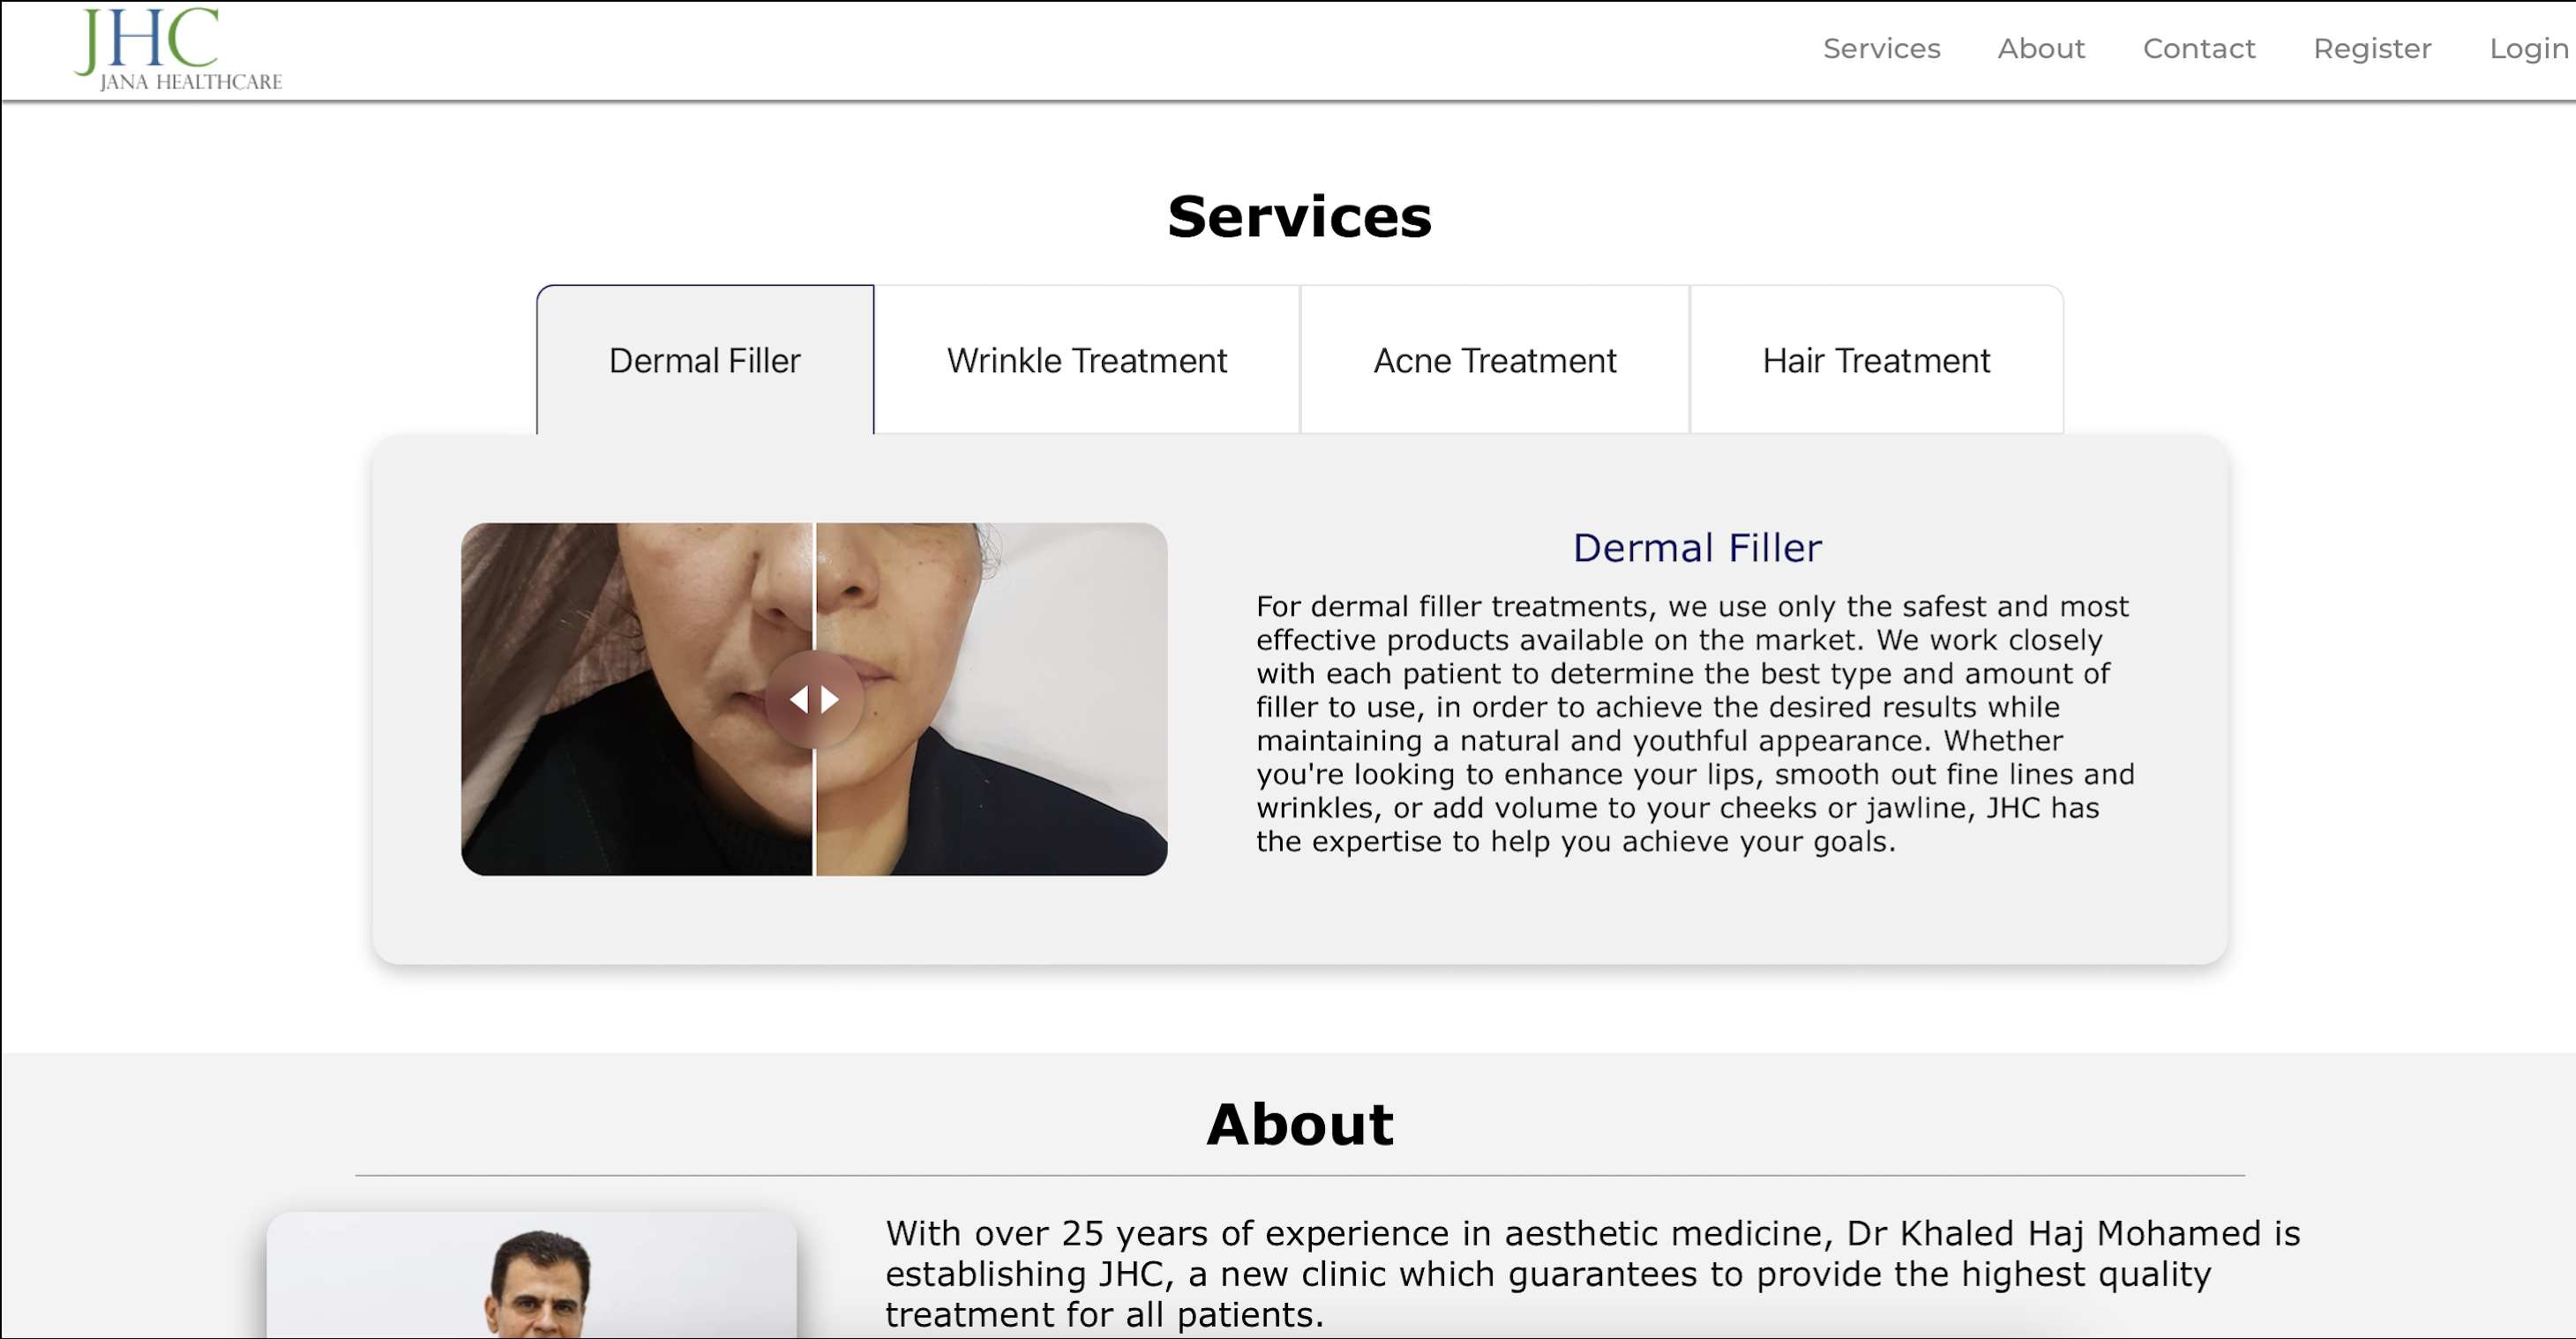 JHC
JANA HEALTHCARE
Services
About
Contact
Register
Login
Services
Dermal Filler
Wrinkle Treatment
Acne Treatment
Hair Treatment
Dermal Filler
For dermal filler treatments, we use only the safest and most
effective products available on the market. We work closely
with each patient to determine the best type and amount of
filler to use, in order to achieve the desired results while
maintaining a natural and youthful appearance. Whether
you're looking to enhance your lips, smooth out fine lines and
wrinkles, or add volume to your cheeks or jawline, JHC has
the expertise to help you achieve your goals.
About
With over 25 years of experience in aesthetic medicine, Dr Khaled Haj Mohamed is
establishing JHC, a new clinic which guarantees to provide the highest quality
treatment for all patients.